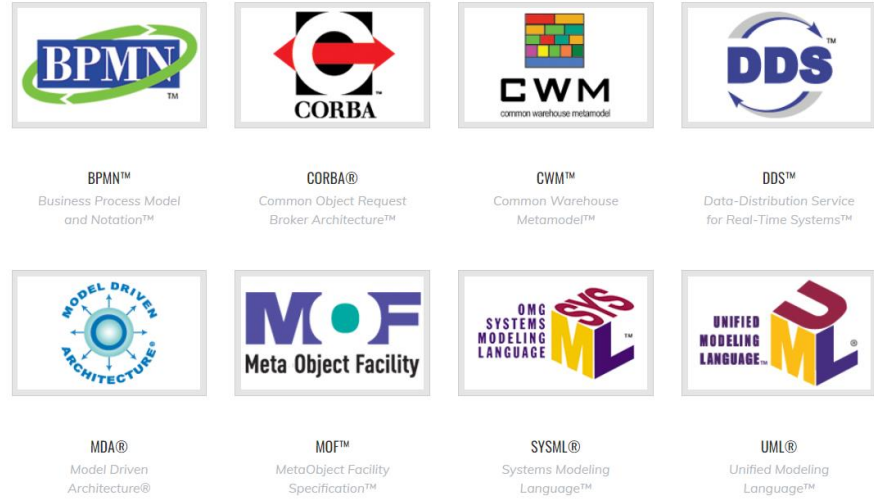 BPMN
TM
CORBA
CWM
common warehouse metamodel
DDS
TM
BPMN™
Business Process Model
and Notation™
CORBA®
Common Object Request
Broker Architecture™
CWM™
Common Warehouse
Metamodel™
DDS™
Data-Distribution Service
for Real-Time Systems™
MODEL DRIVEN
ARCHITECTURE®
MOF
Meta Object Facility
OMG
SYSTEMS
MODELING
LANGUAGE
SYS
ML
TM
UNIFIED
MODELING
LANGUAGE™
U
ML
®
MDA®
Model Driven
Architecture®
MOF™
MetaObject Facility
Specification™
SYSML®
Systems Modeling
Language™
UML®
Unified Modeling
Language™